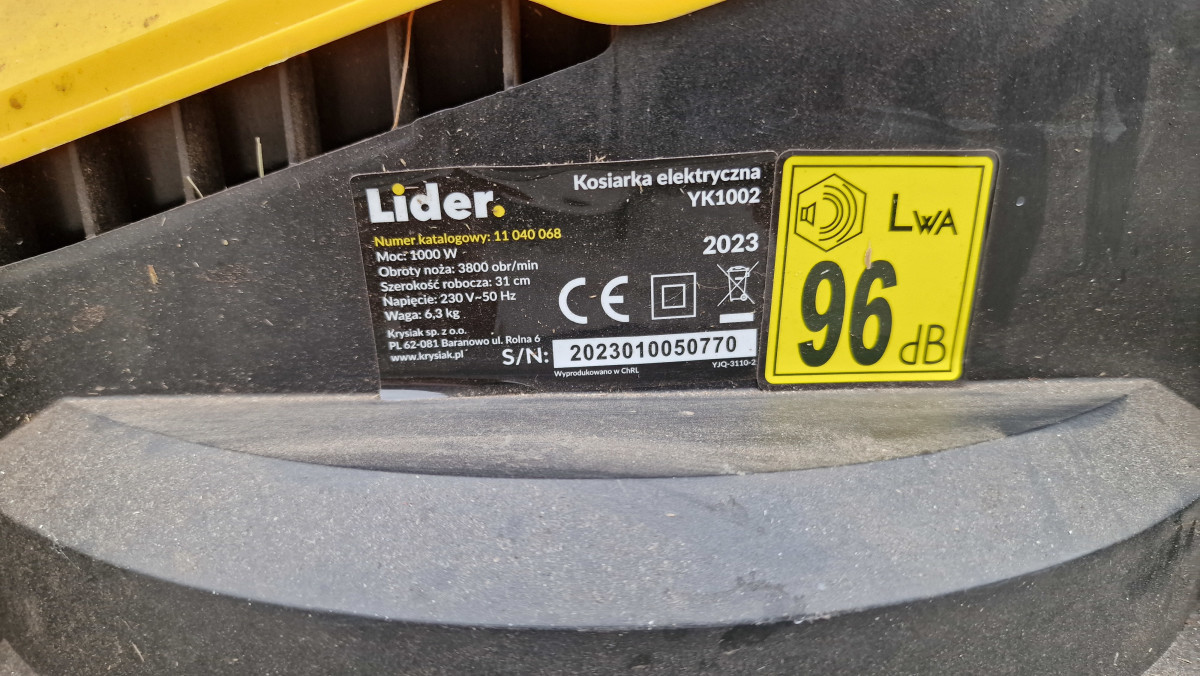 Lider.
Kosiarka elektryczna
YK1002
Numer katalogowy: 11 040 068
Moc: 1000 W
Obroty noża: 3800 obr/min
Szerokość robocza: 31 cm
Napięcie: 230 V~50 Hz
Waga: 6,3 kg
2023
CE
Krysiak sp. z o.o.
PL 62-081 Baranowo ul. Rolna 6
www.krysiak.pl
S/N: 2023010050770
Wyprodukowano w ChRL
YJQ-3110-2
LWA
96 dB